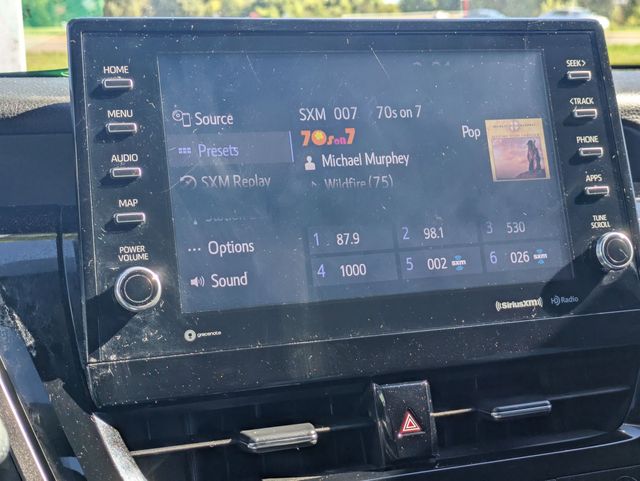 HOME
MENU
AUDIO
MAP
POWER
VOLUME
Source
Presets
SXM Replay
Options
Sound
SXM 007 70s on 7
70s on 7
Michael Murphey
Wildfire (75)
Pop
1 87.9
2 98.1
3 530
4 1000
5 002 sxm
6 026 sxm
SEEK>
<TRACK
PHONE
APPS
TUNE
SCROLL
gracenote
((SiriusXM))
HD Radio